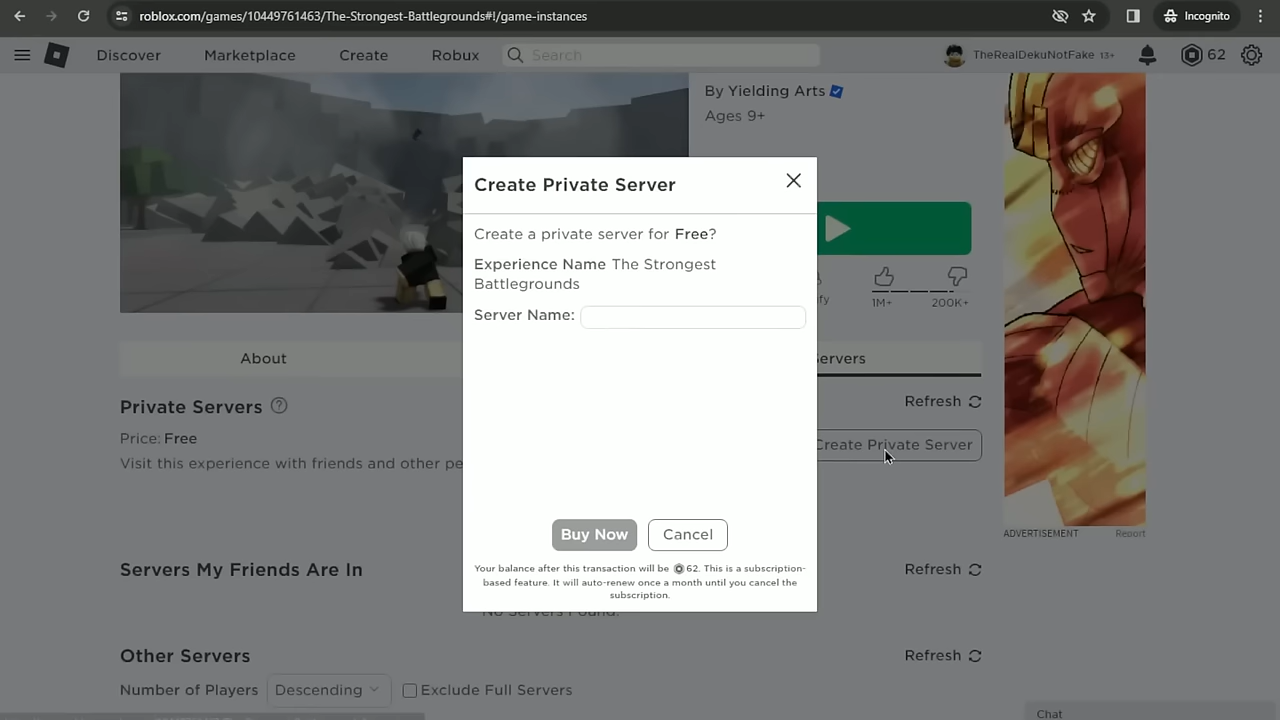 roblox.com/games/10449761463/The-Strongest-Battlegrounds#!/game-instances
Incognito
Discover
Marketplace
Create
Robux
Search
TheRealDekuNotFake 13+
62
By Yielding Arts
Ages 9+
Create Private Server
Create a private server for Free?
Experience Name The Strongest
Battlegrounds
Server Name:
1M+
200K+
About
Servers
Private Servers
Refresh
Price: Free
Create Private Server
Visit this experience with friends and other pe
Buy Now
Cancel
ADVERTISEMENT
Report
Your balance after this transaction will be 62. This is a subscription-
based feature. It will auto-renew once a month until you cancel the
subscription.
Servers My Friends Are In
Refresh
No Servers Found.
Other Servers
Refresh
Number of Players
Descending
Exclude Full Servers
Chat